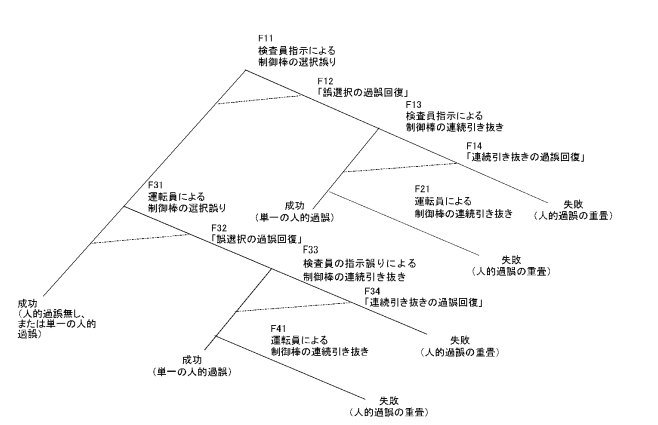 F11
検査員指示による
制御棒の選択誤り
F12
「誤選択の過誤回復」
F13
検査員指示による
制御棒の連続引き抜き
F14
「連続引き抜きの過誤回復」
F31
運転員による
制御棒の選択誤り
F21
運転員による
制御棒の連続引き抜き
成功
(単一の人的過誤)
失敗
(人的過誤の重畳)
F32
「誤選択の過誤回復」
F33
検査員の指示誤りによる
制御棒の連続引き抜き
失敗
(人的過誤の重畳)
F34
「連続引き抜きの過誤回復」
成功
(人的過誤無し、
または単一の人的
過誤)
F41
運転員による
制御棒の連続引き抜き
失敗
(人的過誤の重畳)
成功
(単一の人的過誤)
失敗
(人的過誤の重畳)